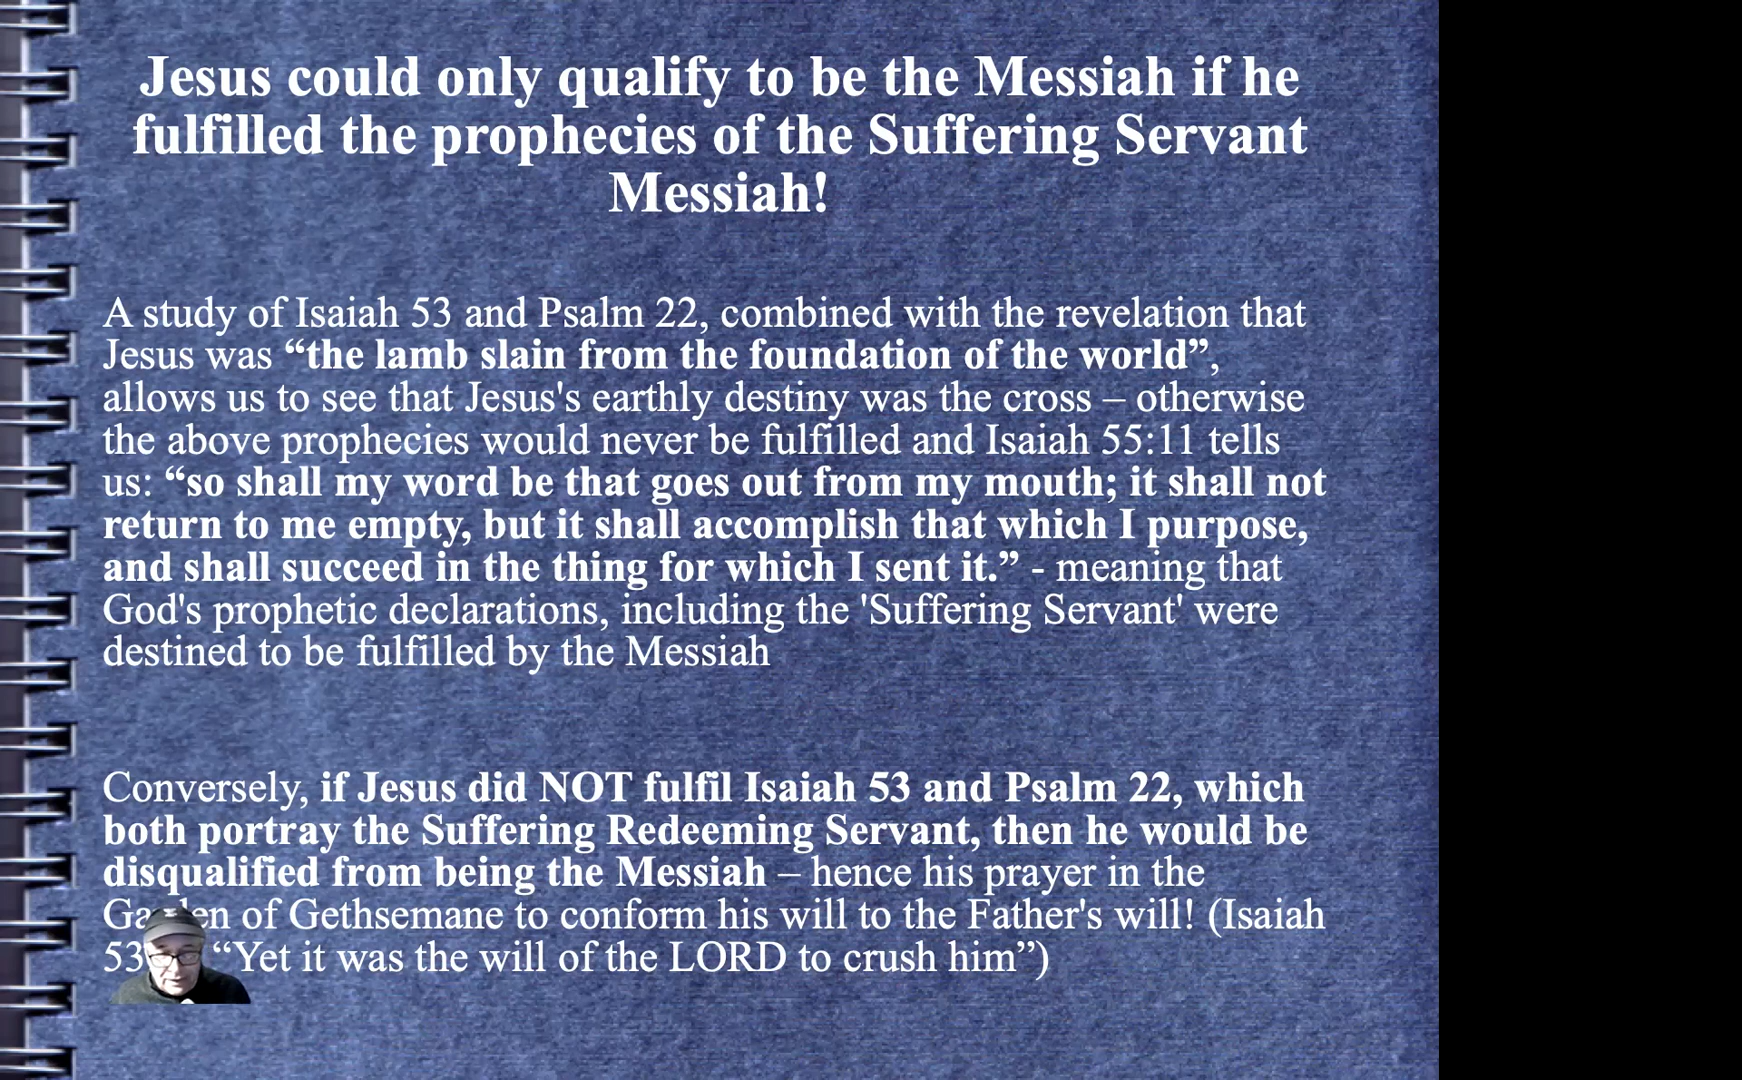 Jesus could only qualify to be the Messiah if he
fulfilled the prophecies of the Suffering Servant
Messiah!
A study of Isaiah 53 and Psalm 22, combined with the revelation that
Jesus was “the lamb slain from the foundation of the world”,
allows us to see that Jesus's earthly destiny was the cross – otherwise
the above prophecies would never be fulfilled and Isaiah 55:11 tells
us: “so shall my word be that goes out from my mouth; it shall not
return to me empty, but it shall accomplish that which I purpose,
and shall succeed in the thing for which I sent it.” - meaning that
God's prophetic declarations, including the 'Suffering Servant' were
destined to be fulfilled by the Messiah
Conversely, if Jesus did NOT fulfil Isaiah 53 and Psalm 22, which
both portray the Suffering Redeeming Servant, then he would be
disqualified from being the Messiah – hence his prayer in the
Garden of Gethsemane to conform his will to the Father's will! (Isaiah
53 “Yet it was the will of the LORD to crush him”)